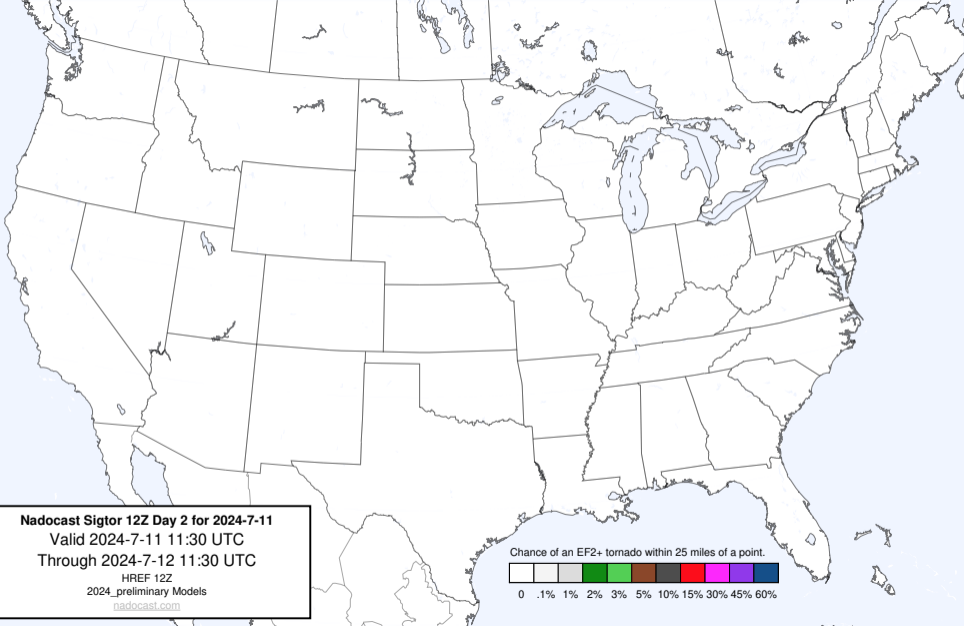 Nadocast Sigtor 12Z Day 2 for 2024-7-11
Valid 2024-7-11 11:30 UTC
Through 2024-7-12 11:30 UTC
HREF 12Z
2024_preliminary Models
nadocast.com
Chance of an EF2+ tornado within 25 miles of a point.
0 .1% 1% 2% 3% 5% 10% 15% 30% 45% 60%